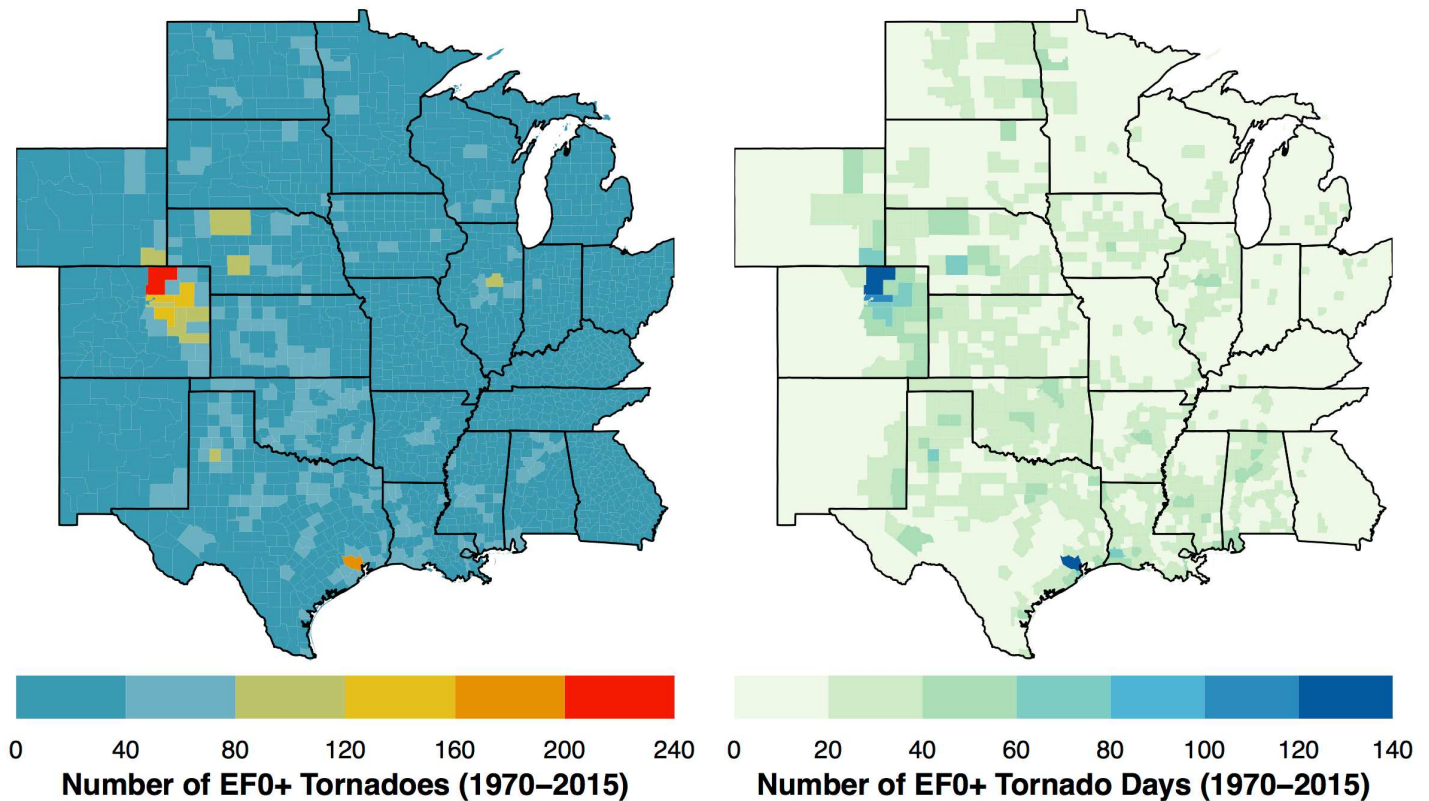 0 40 80 120 160 200 240
Number of EF0+ Tornadoes (1970–2015)
0 20 40 60 80 100 120 140
Number of EF0+ Tornado Days (1970–2015)